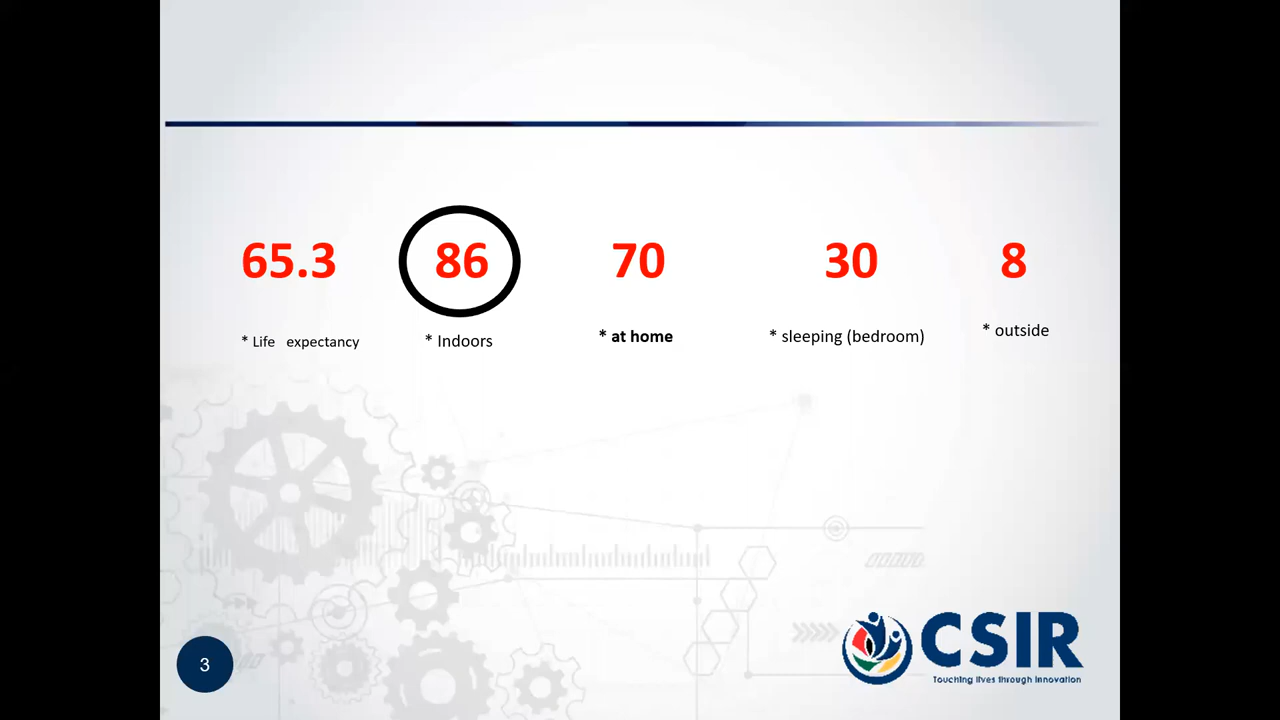 65.3 86 70 30 8
* Life expectancy * Indoors * at home * sleeping (bedroom) * outside
3
CSIR
Touching lives through innovation